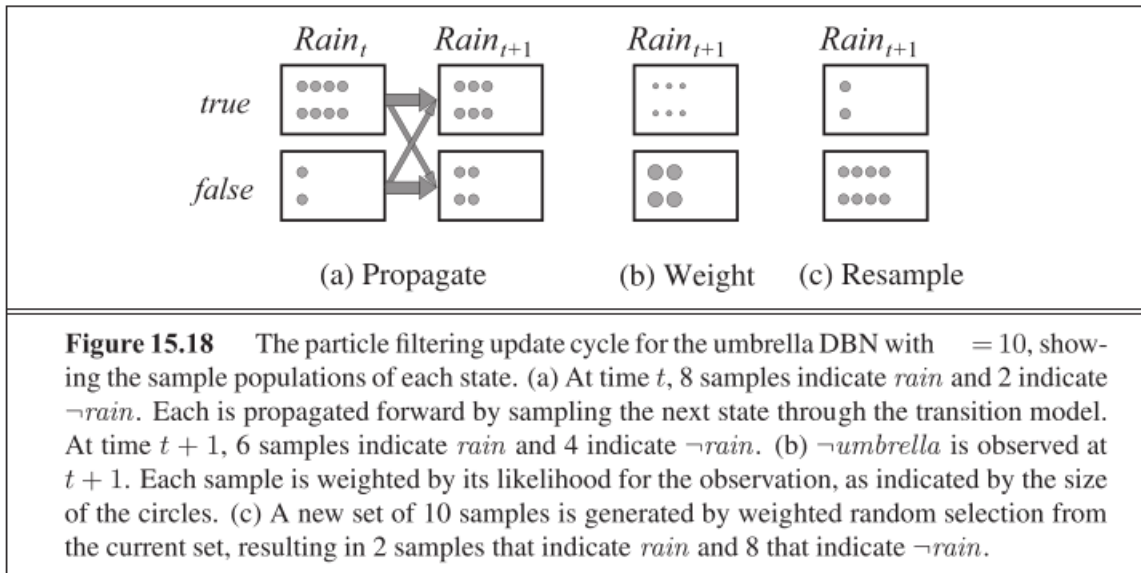 Rain_t Rain_{t+1} Rain_{t+1} Rain_{t+1}
true
false
(a) Propagate (b) Weight (c) Resample
Figure 15.18 The particle filtering update cycle for the umbrella DBN with = 10, show-
ing the sample populations of each state. (a) At time t, 8 samples indicate rain and 2 indicate
¬rain. Each is propagated forward by sampling the next state through the transition model.
At time t + 1, 6 samples indicate rain and 4 indicate ¬rain. (b) ¬umbrella is observed at
t + 1. Each sample is weighted by its likelihood for the observation, as indicated by the size
of the circles. (c) A new set of 10 samples is generated by weighted random selection from
the current set, resulting in 2 samples that indicate rain and 8 that indicate ¬rain.